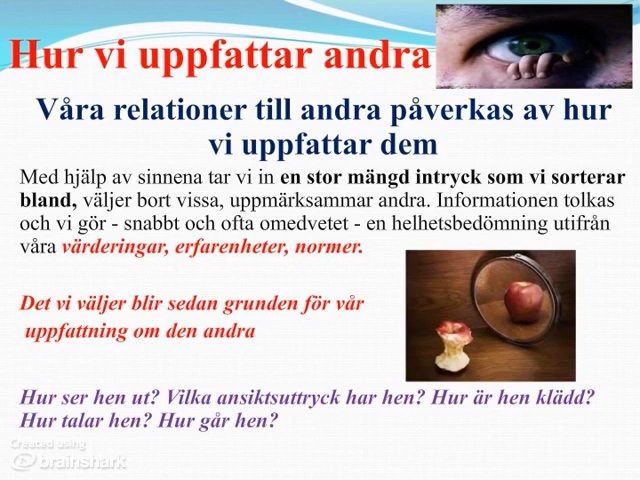 Hur vi uppfattar andra
Våra relationer till andra påverkas av hur
vi uppfattar dem
Med hjälp av sinnena tar vi in en stor mängd intryck som vi sorterar
bland, väljer bort vissa, uppmärksammar andra. Informationen tolkas
och vi gör - snabbt och ofta omedvetet - en helhetsbedömning utifrån
våra värderingar, erfarenheter, normer.
Det vi väljer blir sedan grunden för vår
uppfattning om den andra
Hur ser hen ut? Vilka ansiktsuttryck har hen? Hur är hen klädd?
Hur talar hen? Hur går hen?
Created using
brainshark